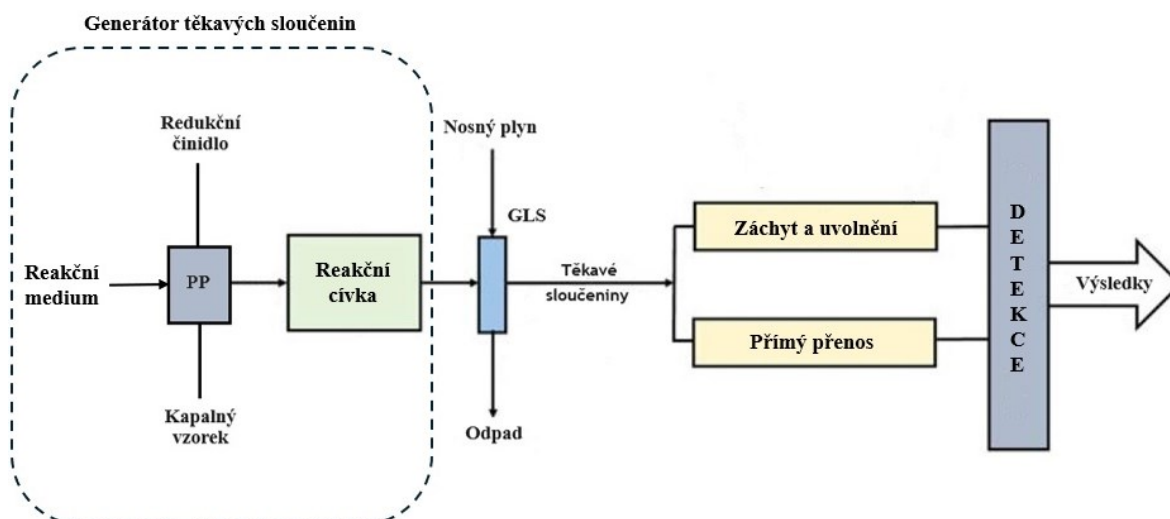 Generátor těkavých sloučenin
Redukční
činidlo
Nosný plyn
GLS
Reakční
medium
PP
Reakční
cívka
Kapalný
vzorek
Odpad
Těkavé
sloučeniny
Záchyt a uvolnění
Přímý přenos
D
E
T
E
K
C
E
Výsledky